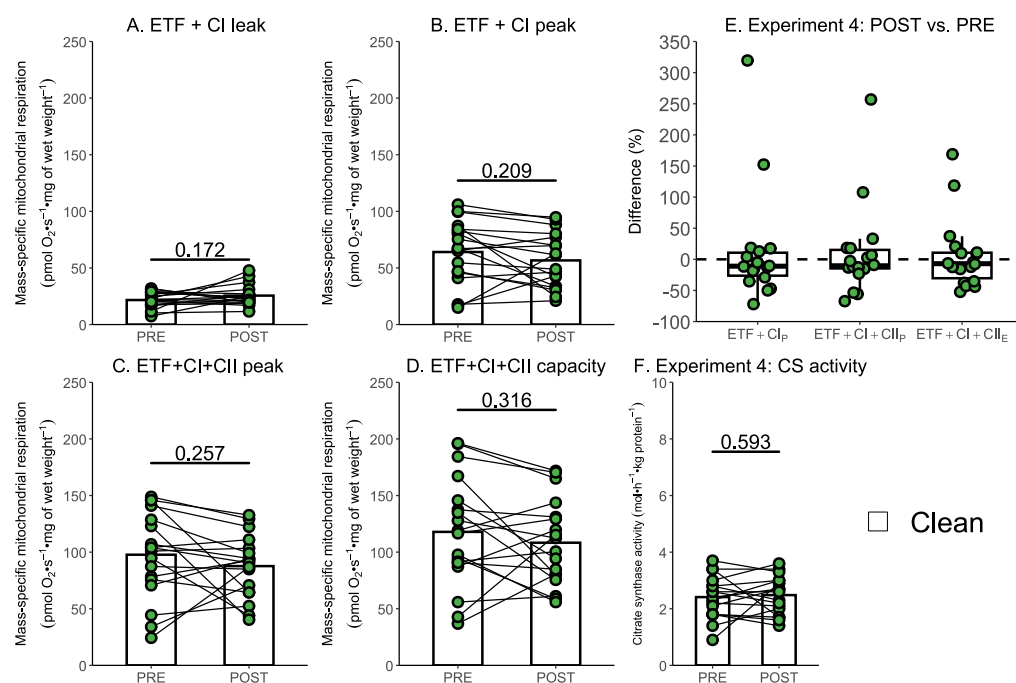 A. ETF + CI leak
Mass-specific mitochondrial respiration
(pmol O₂•s⁻¹•mg of wet weight⁻¹)
250
200
150
100
50
0
0.172
PRE POST
B. ETF + CI peak
Mass-specific mitochondrial respiration
(pmol O₂•s⁻¹•mg of wet weight⁻¹)
250
200
150
100
50
0
0.209
PRE POST
E. Experiment 4: POST vs. PRE
Difference (%)
350
300
250
200
150
100
50
0
-50
-100
ETF + CIₚ ETF + CI + CIIₚ ETF + CI + CII_E
C. ETF+CI+CII peak
Mass-specific mitochondrial respiration
(pmol O₂•s⁻¹•mg of wet weight⁻¹)
250
200
150
100
50
0
0.257
PRE POST
D. ETF+CI+CII capacity
Mass-specific mitochondrial respiration
(pmol O₂•s⁻¹•mg of wet weight⁻¹)
250
200
150
100
50
0
0.316
PRE POST
F. Experiment 4: CS activity
Citrate synthase activity (mol•h⁻¹•kg protein⁻¹)
10
8
6
4
2
0
0.593
PRE POST
Clean